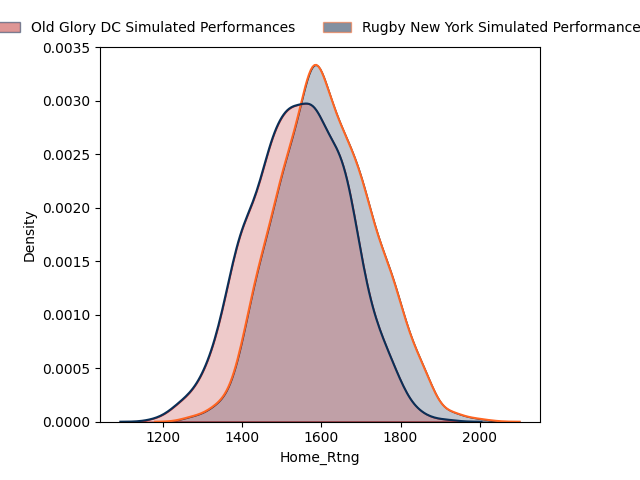 Old Glory DC Simulated Performances Rugby New York Simulated Performance
0.0035
0.0030
0.0025
0.0020
0.0015
0.0010
0.0005
0.0000
Density
1200 1400 1600 1800 2000
Home_Rtng